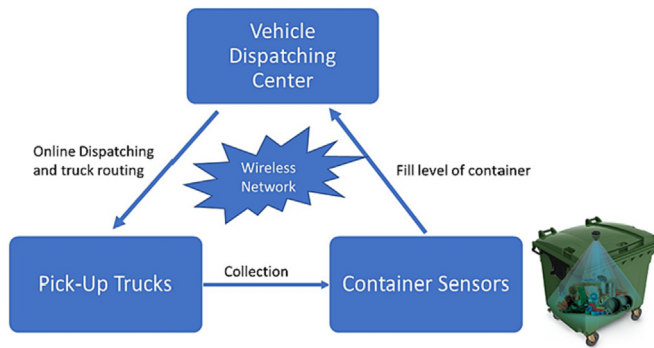 Vehicle
Dispatching
Center
Online Dispatching
and truck routing
Wireless
Network
Fill level of container
Pick-Up Trucks
Collection
Container Sensors